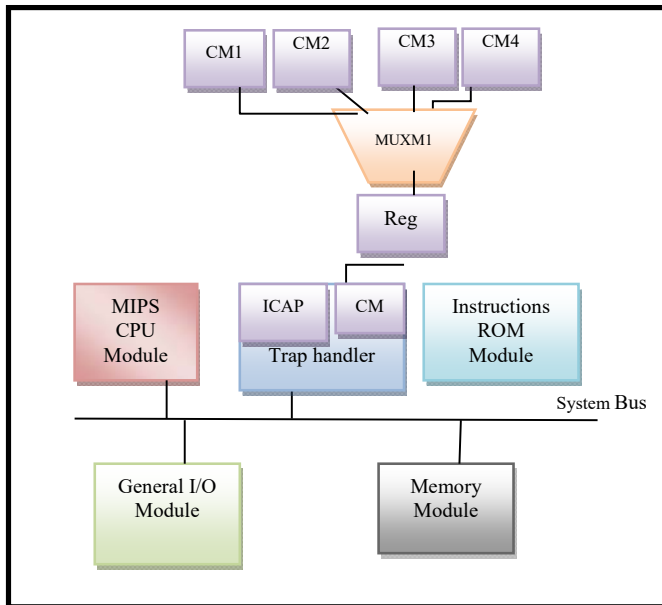 CM1
CM2
CM3
CM4
MUXM1
Reg
MIPS
CPU
Module
ICAP
CM
Trap handler
Instructions
ROM
Module
System Bus
General I/O
Module
Memory
Module